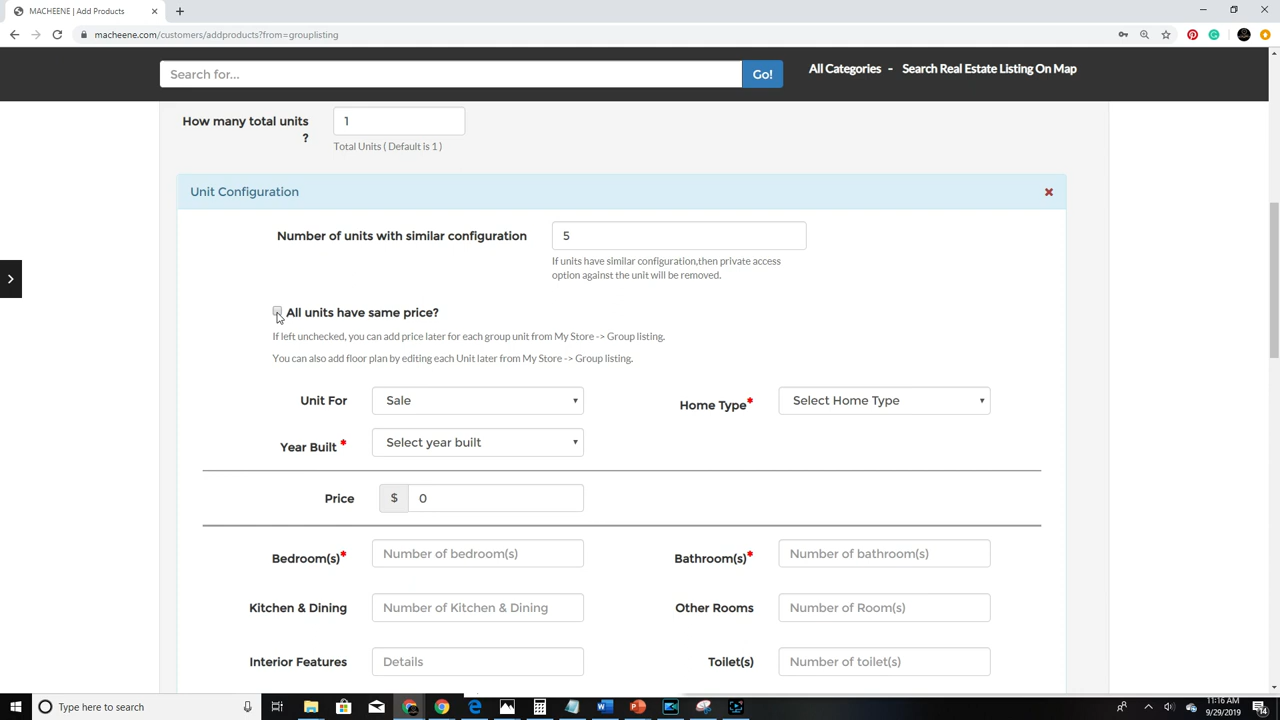 MACHEENE | Add Products
macheene.com/customers/addproducts?from=grouplisting
Search for...
Go!
All Categories - Search Real Estate Listing On Map
How many total units
?
1
Total Units ( Default is 1 )
Unit Configuration
Number of units with similar configuration
5
If units have similar configuration,then private access
option against the unit will be removed.
All units have same price?
If left unchecked, you can add price later for each group unit from My Store -> Group listing.
You can also add floor plan by editing each Unit later from My Store -> Group listing.
Unit For
Sale
Home Type*
Select Home Type
Year Built *
Select year built
Price
$
0
Bedroom(s)*
Number of bedroom(s)
Bathroom(s)*
Number of bathroom(s)
Kitchen & Dining
Number of Kitchen & Dining
Other Rooms
Number of Room(s)
Interior Features
Details
Toilet(s)
Number of toilet(s)
Type here to search
11:16 AM
9/29/2019
14